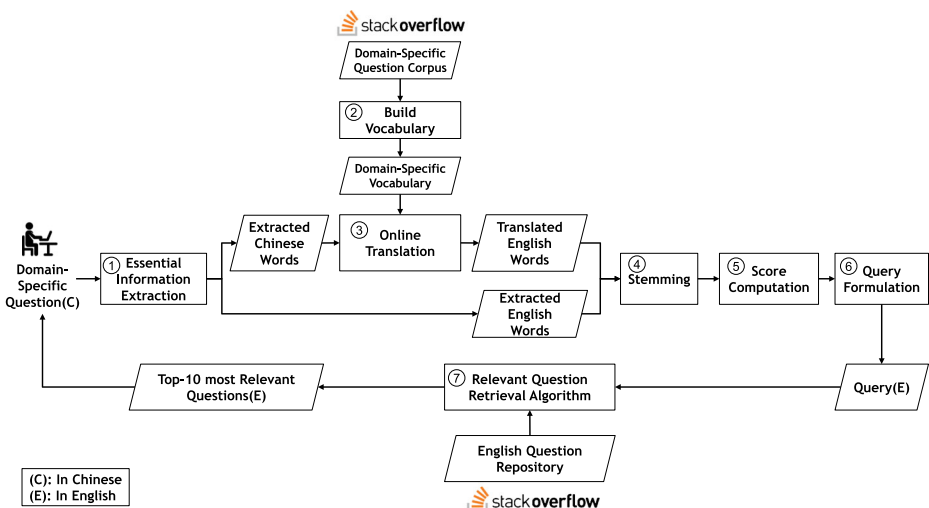 stackoverflow
Domain-Specific
Question Corpus
2
Build
Vocabulary
Domain-Specific
Vocabulary
Domain-
Specific
Question(C)
1
Essential
Information
Extraction
Extracted
Chinese
Words
3
Online
Translation
Translated
English
Words
Extracted
English
Words
4
Stemming
5
Score
Computation
6
Query
Formulation
Query(E)
7
Relevant Question
Retrieval Algorithm
Top-10 most Relevant
Questions(E)
English Question
Repository
stackoverflow
(C): In Chinese
(E): In English